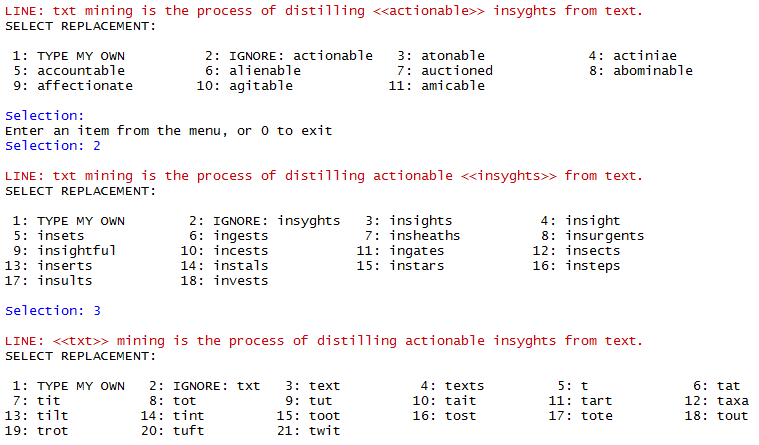 LINE: txt mining is the process of distilling <<actionable>> insyghts from text.
SELECT REPLACEMENT:
1: TYPE MY OWN 2: IGNORE: actionable 3: atonable 4: actiniae
5: accountable 6: alienable 7: auctioned 8: abominable
9: affectionate 10: agitable 11: amicable
Selection:
Enter an item from the menu, or 0 to exit
Selection: 2
LINE: txt mining is the process of distilling actionable <<insyghts>> from text.
SELECT REPLACEMENT:
1: TYPE MY OWN 2: IGNORE: insyghts 3: insights 4: insight
5: insets 6: ingests 7: insheaths 8: insurgents
9: insightful 10: incests 11: ingates 12: insects
13: inserts 14: instals 15: instars 16: insteps
17: insults 18: invests
Selection: 3
LINE: <<txt>> mining is the process of distilling actionable insyghts from text.
SELECT REPLACEMENT:
1: TYPE MY OWN 2: IGNORE: txt 3: text 4: texts 5: t 6: tat
7: tit 8: tot 9: tut 10: tait 11: tart 12: taxa
13: tilt 14: tint 15: toot 16: tost 17: tote 18: tout
19: trot 20: tuft 21: twit